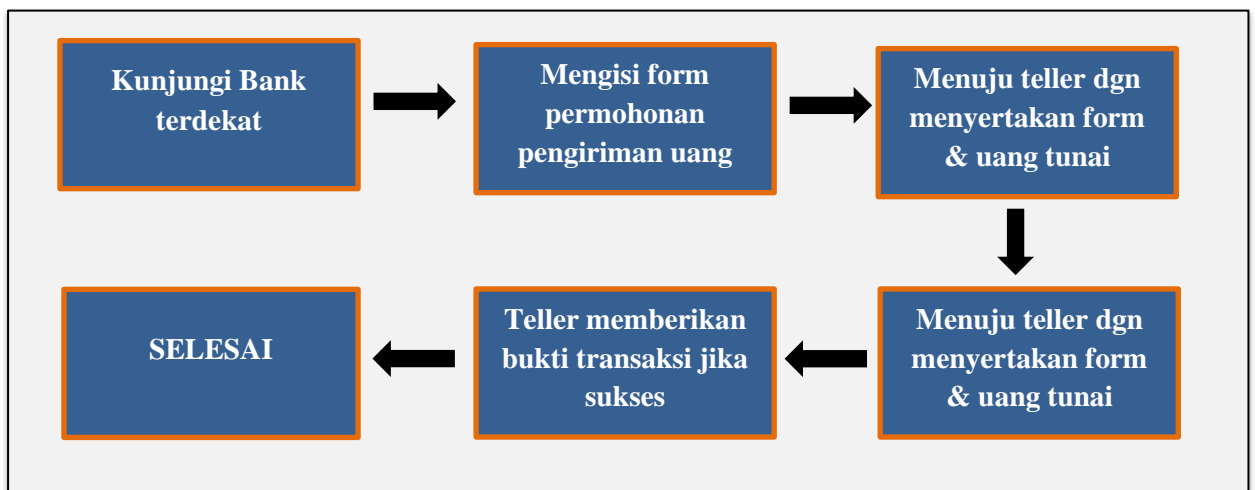 Kunjungi Bank
terdekat
Mengisi form
permohonan
pengiriman uang
Menuju teller dgn
menyertakan form
& uang tunai
Menuju teller dgn
menyertakan form
& uang tunai
Teller memberikan
bukti transaksi jika
sukses
SELESAI